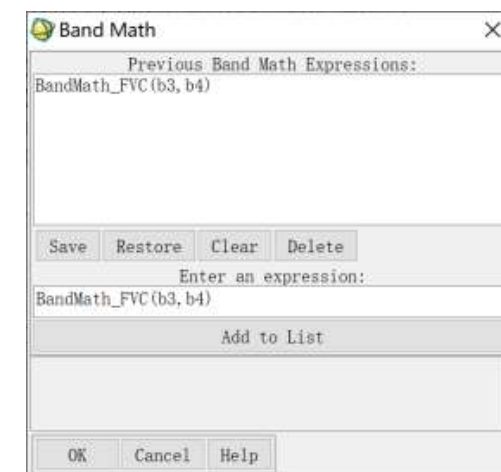 Band Math
Previous Band Math Expressions:
BandMath_FVC(b3,b4)
Save Restore Clear Delete
Enter an expression:
BandMath_FVC(b3,b4)
Add to List
OK Cancel Help